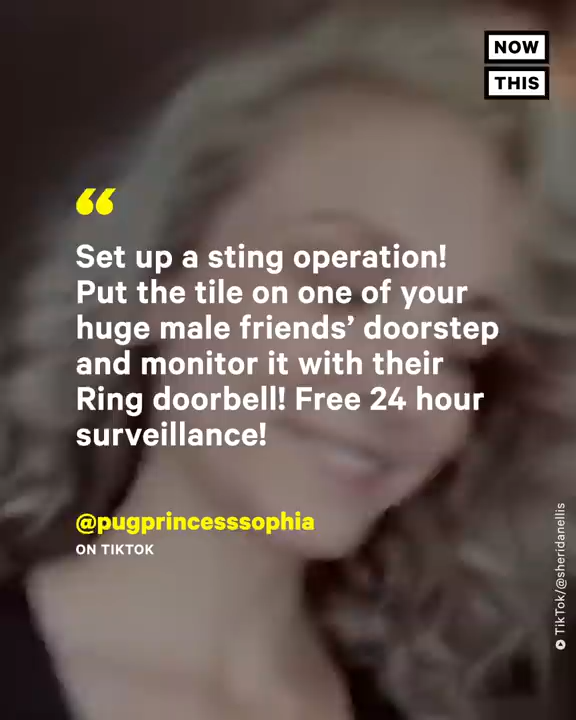 NOW
THIS
“
Set up a sting operation!
Put the tile on one of your
huge male friends’ doorstep
and monitor it with their
Ring doorbell! Free 24 hour
surveillance!
@pugprincesssophia
ON TIKTOK
TikTok/@sheridanellis